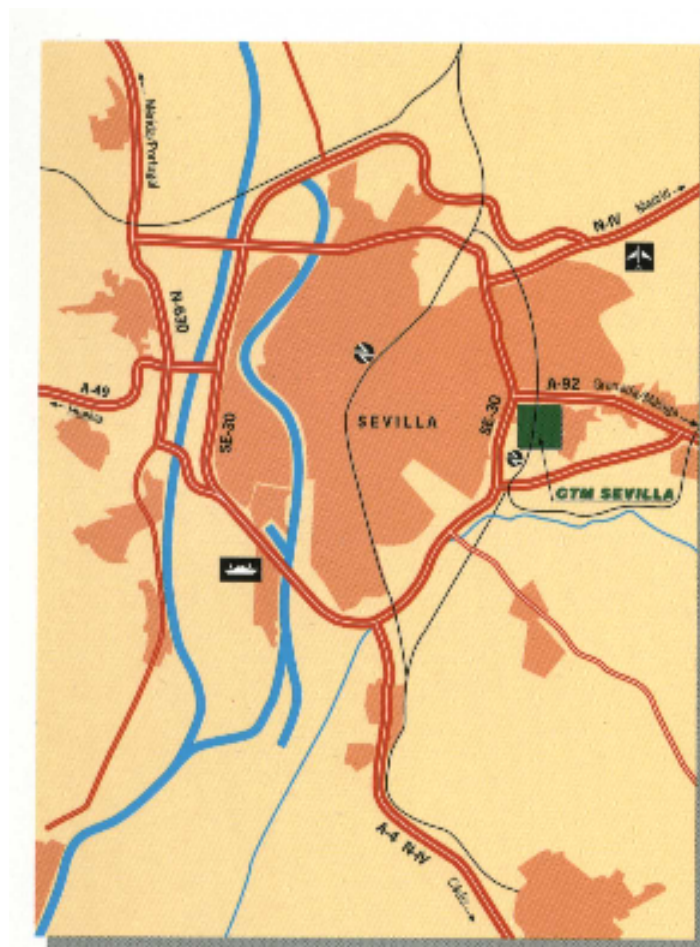 Mérida/Portugal
Madrid
N-IV
N-630
A-49
Huelva
SE-30
SEVILLA
SE-30
A-92
Granada/Málaga
CTM SEVILLA
A-4 N-IV
Cádiz